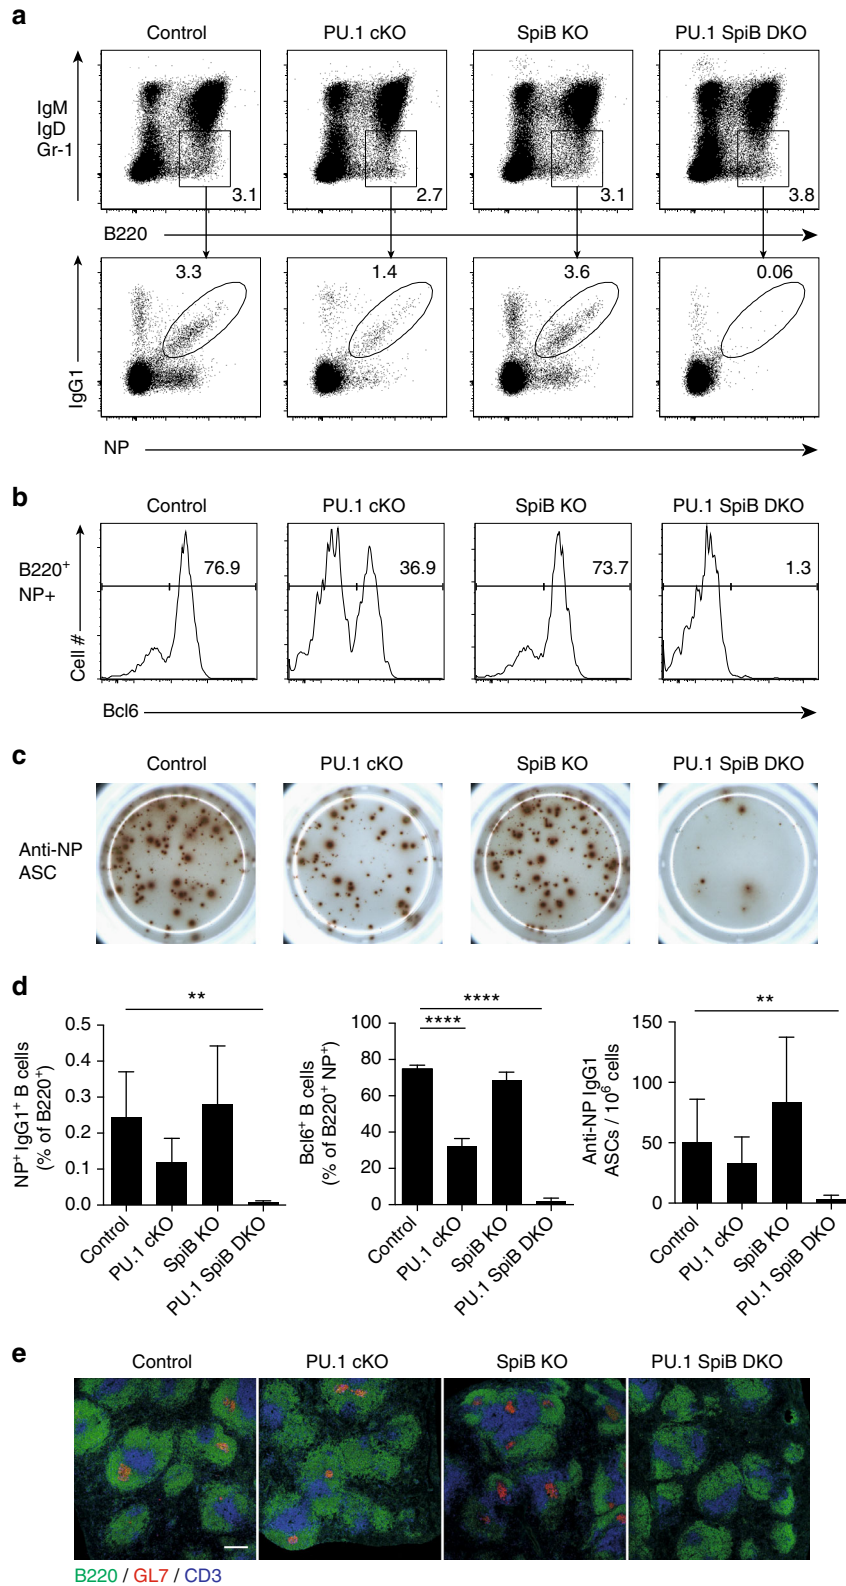 a
Control PU.1 cKO SpiB KO PU.1 SpiB DKO
IgM
IgD
Gr-1
3.1 2.7 3.1 3.8
B220
3.3 1.4 3.6 0.06
IgG1
NP
b
Control PU.1 cKO SpiB KO PU.1 SpiB DKO
B220+
NP+
76.9 36.9 73.7 1.3
Cell #
Bcl6
c
Control PU.1 cKO SpiB KO PU.1 SpiB DKO
Anti-NP
ASC
d
**
NP+ IgG1+ B cells
(% of B220+)
0.5
0.4
0.3
0.2
0.1
0.0
Control
PU.1 cKO
SpiB KO
PU.1 SpiB DKO
****
****
Bcl6+ B cells
(% of B220+ NP+)
100
80
60
40
20
0
Control
PU.1 cKO
SpiB KO
PU.1 SpiB DKO
**
Anti-NP IgG1
ASCs / 10^6 cells
150
100
50
0
Control
PU.1 cKO
SpiB KO
PU.1 SpiB DKO
e
Control PU.1 cKO SpiB KO PU.1 SpiB DKO
B220 / GL7 / CD3